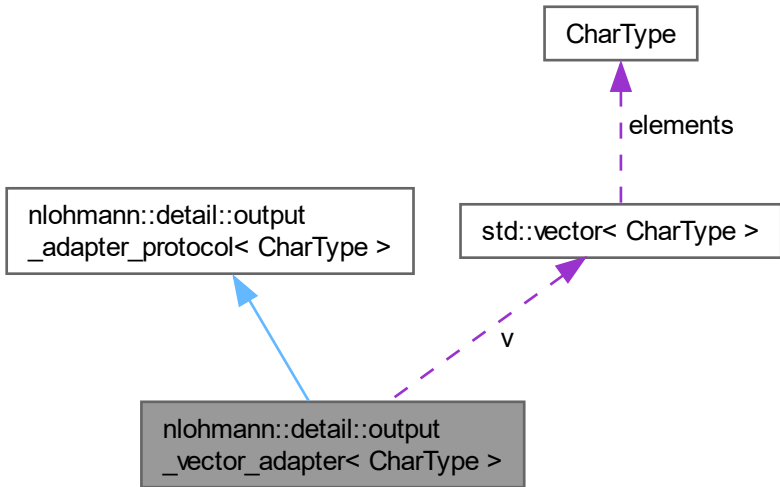 CharType
elements
nlohmann::detail::output
_adapter_protocol< CharType >
std::vector< CharType >
v
nlohmann::detail::output
_vector_adapter< CharType >